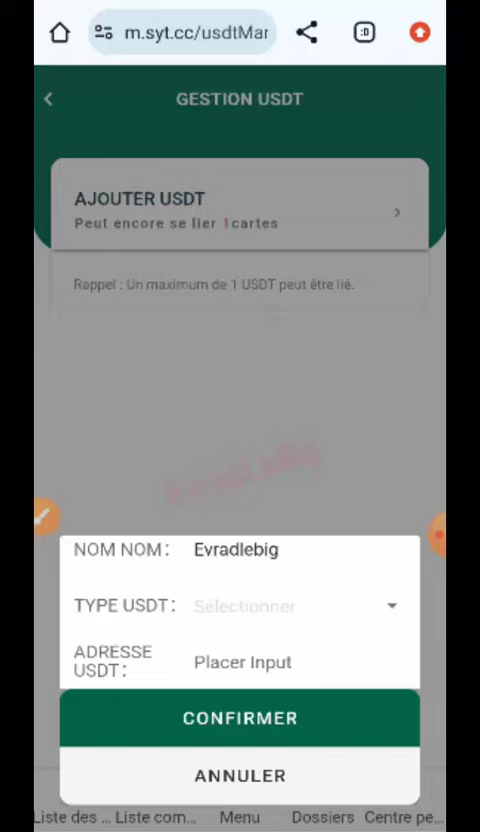 m.syt.cc/usdtMar
:D
GESTION USDT
AJOUTER USDT
Peut encore se lier 1cartes
Rappel : Un maximum de 1 USDT peut être lié.
Evradlebig
NOM NOM: Evradlebig
TYPE USDT: Sélectionner
ADRESSE USDT: Placer Input
CONFIRMER
ANNULER
Liste des ... Liste com... Menu Dossiers Centre pe...